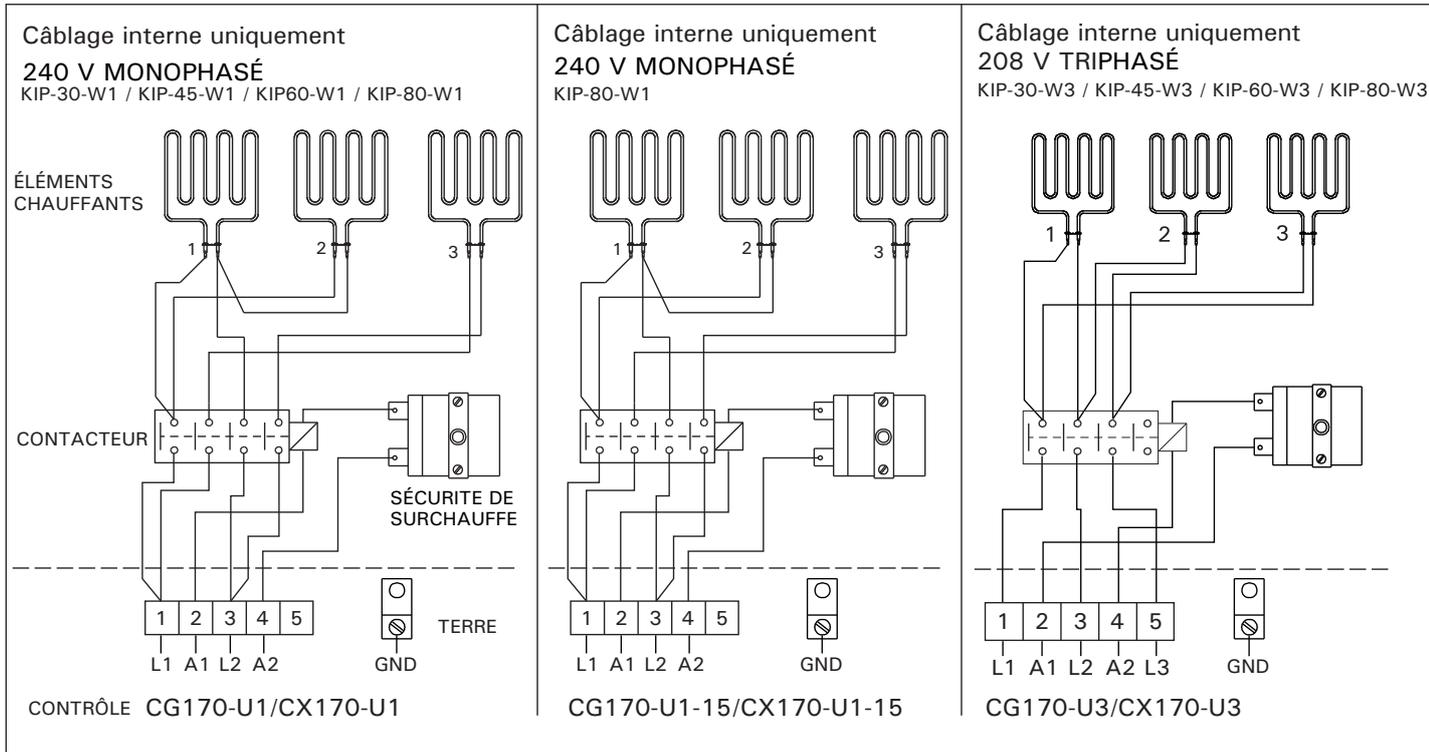 Câblage interne uniquement
240 V MONOPHASÉ
KIP-30-W1 / KIP-45-W1 / KIP60-W1 / KIP-80-W1
ÉLÉMENTS
CHAUFFANTS
1
2
3
CONTACTEUR
SÉCURITE DE
SURCHAUFFE
1 2 3 4 5
TERRE
L1 A1 L2 A2
GND
CONTRÔLE CG170-U1/CX170-U1
Câblage interne uniquement
240 V MONOPHASÉ
KIP-80-W1
1
2
3
1 2 3 4 5
L1 A1 L2 A2
GND
CG170-U1-15/CX170-U1-15
Câblage interne uniquement
208 V TRIPHASÉ
KIP-30-W3 / KIP-45-W3 / KIP-60-W3 / KIP-80-W3
1
2
3
1 2 3 4 5
L1 A1 L2 A2 L3
GND
CG170-U3/CX170-U3